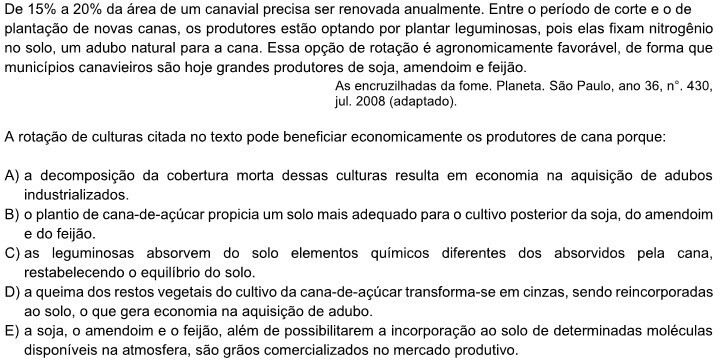 De 15% a 20% da área de um canavial precisa ser renovada anualmente. Entre o período de corte e o de
plantação de novas canas, os produtores estão optando por plantar leguminosas, pois elas fixam nitrogênio
no solo, um adubo natural para a cana. Essa opção de rotação é agronomicamente favorável, de forma que
municípios canavieiros são hoje grandes produtores de soja, amendoim e feijão.
As encruzilhadas da fome. Planeta. São Paulo, ano 36, n°. 430,
jul. 2008 (adaptado).
A rotação de culturas citada no texto pode beneficiar economicamente os produtores de cana porque:
A) a decomposição da cobertura morta dessas culturas resulta em economia na aquisição de adubos
industrializados.
B) o plantio de cana-de-açúcar propicia um solo mais adequado para o cultivo posterior da soja, do amendoim
e do feijão.
C) as leguminosas absorvem do solo elementos químicos diferentes dos absorvidos pela cana,
restabelecendo o equilíbrio do solo.
D) a queima dos restos vegetais do cultivo da cana-de-açúcar transforma-se em cinzas, sendo reincorporadas
ao solo, o que gera economia na aquisição de adubo.
E) a soja, o amendoim e o feijão, além de possibilitarem a incorporação ao solo de determinadas moléculas
disponíveis na atmosfera, são grãos comercializados no mercado produtivo.